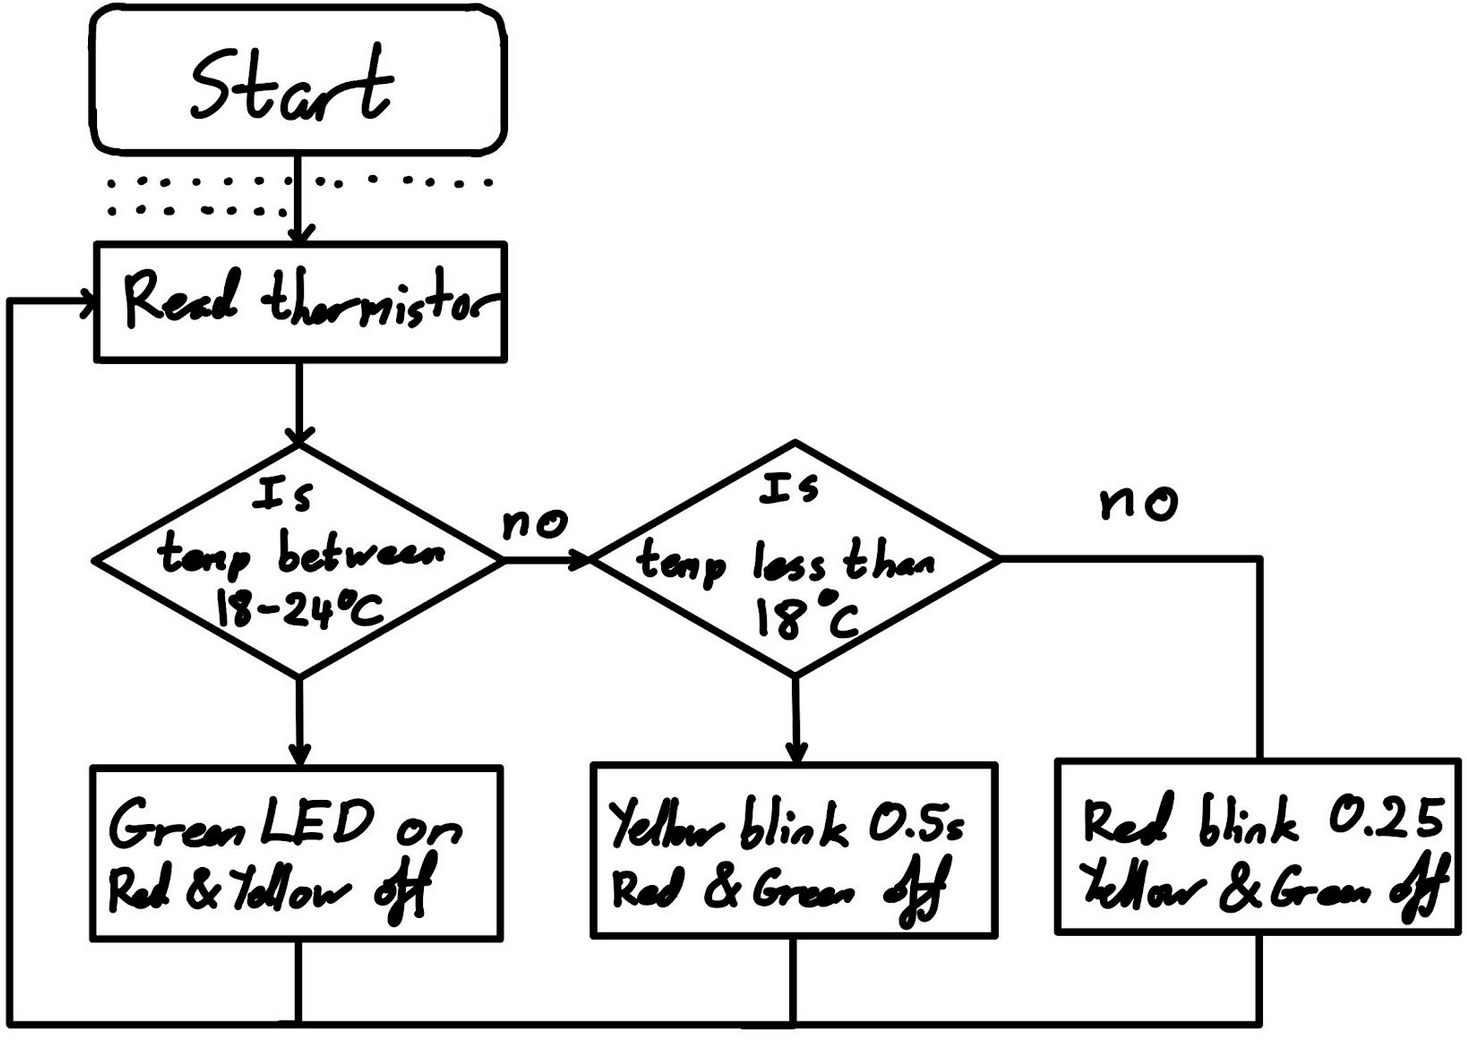 Start
Read thermistor
Is
temp between
18-24°C
no
Is
temp less than
18°C
no
Green LED on
Red & Yellow off
Yellow blink 0.5s
Red & Green off
Red blink 0.25
Yellow & Green off